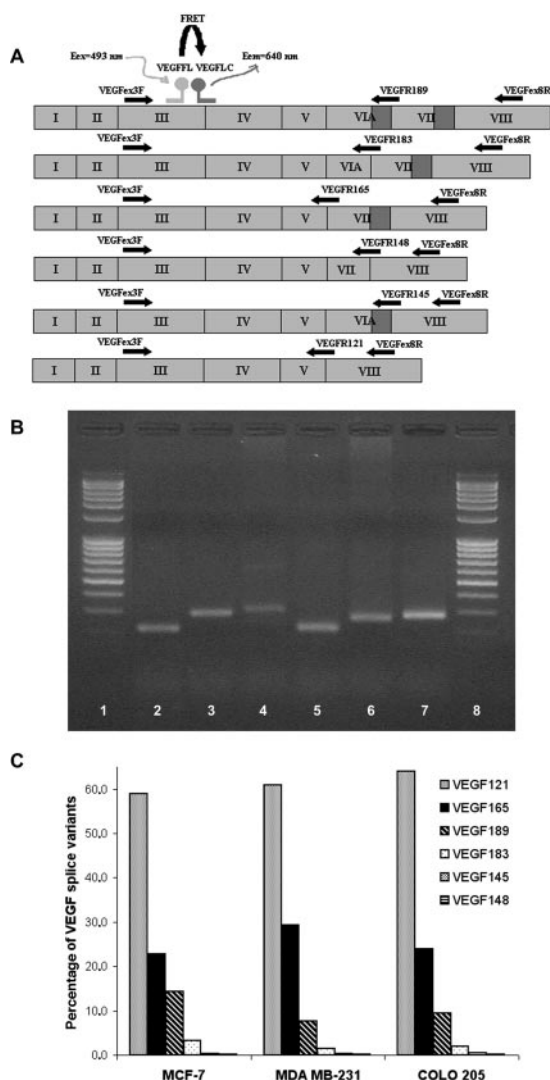 FRET
A
Eex=493 nm VEGFFL VEGFLC Eem=640 nm
VEGFex3F VEGFR189 VEGFex8R
I II III IV V VIA VII VIII
VEGFex3F VEGFR183 VEGFex8R
I II III IV V VIA VII VIII
VEGFex3F VEGFR165 VEGFex8R
I II III IV V VII VIII
VEGFex3F VEGFR148 VEGFex8R
I II III IV V VII VIII
VEGFex3F VEGFR145 VEGFex8R
I II III IV V VIA VIII
VEGFex3F VEGFR121 VEGFex8R
I II III IV V VIII
B
1 2 3 4 5 6 7 8
C
Percentage of VEGF splice variants
60.0
50.0
40.0
30.0
20.0
10.0
0.0
VEGF121
VEGF165
VEGF189
VEGF183
VEGF145
VEGF148
MCF-7 MDA MB-231 COLO 205